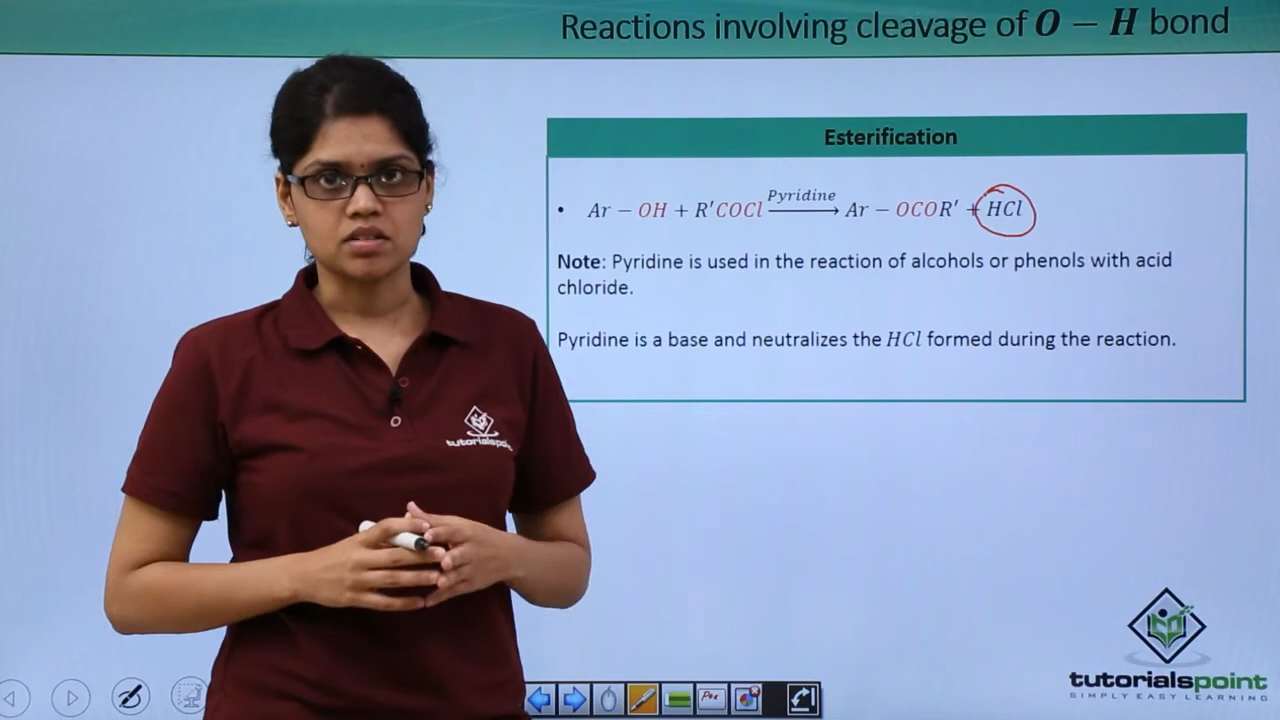 Reactions involving cleavage of O − H bond
Esterification
• Ar − OH + R′COCl Pyridine → Ar − OCOR′ + HCl
Note: Pyridine is used in the reaction of alcohols or phenols with acid
chloride.
Pyridine is a base and neutralizes the HCl formed during the reaction.
tutorialspoint
tutorialspoint
SIMPLY EASY LEARNING